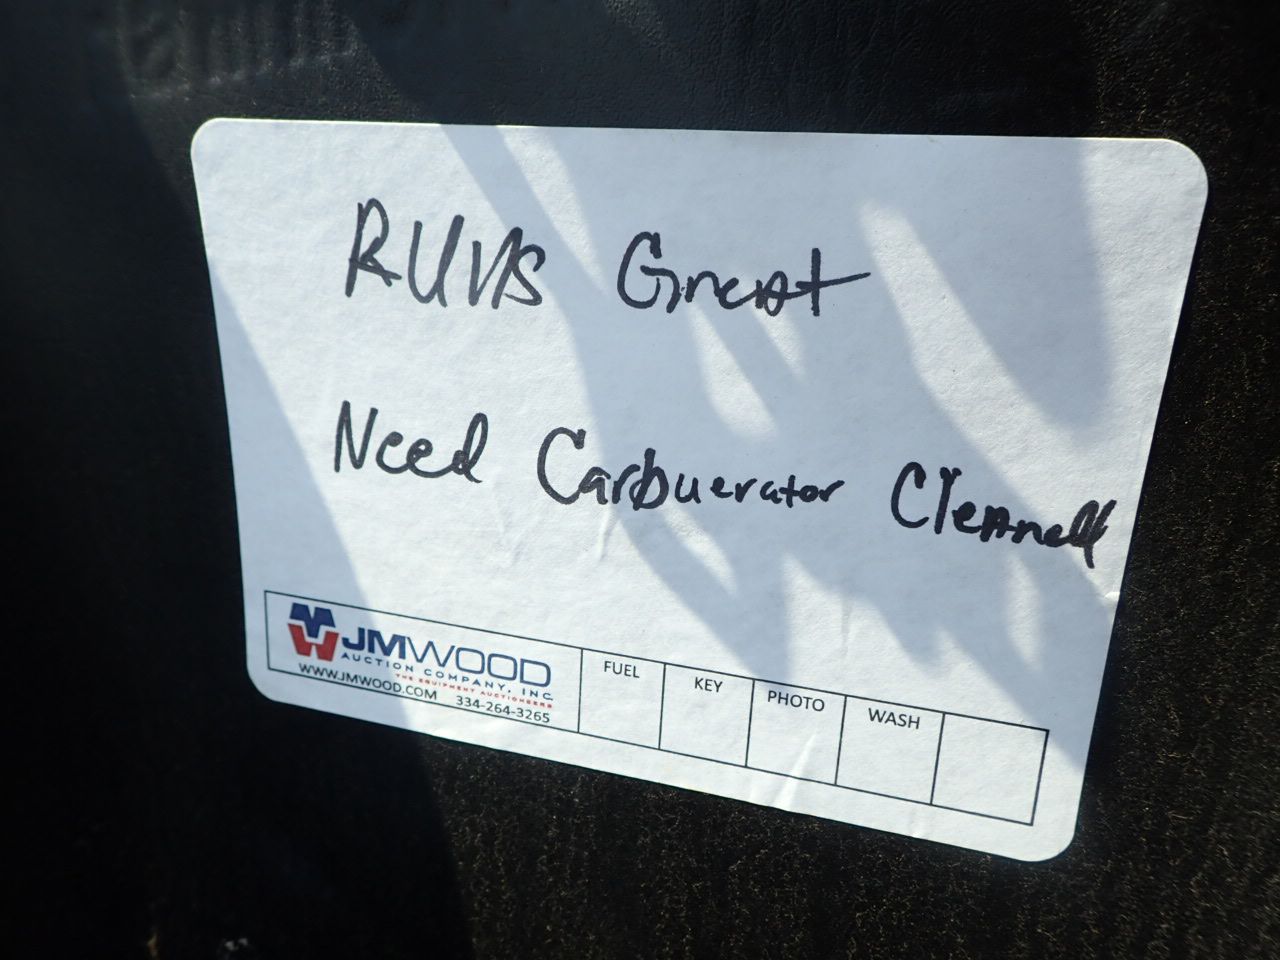 RUNS Great
Need Carbuerator Cleaned
JMWOOD
AUCTION COMPANY, INC.
THE EQUIPMENT AUCTIONEERS
WWW.JMWOOD.COM 334-264-3265
FUEL KEY PHOTO WASH